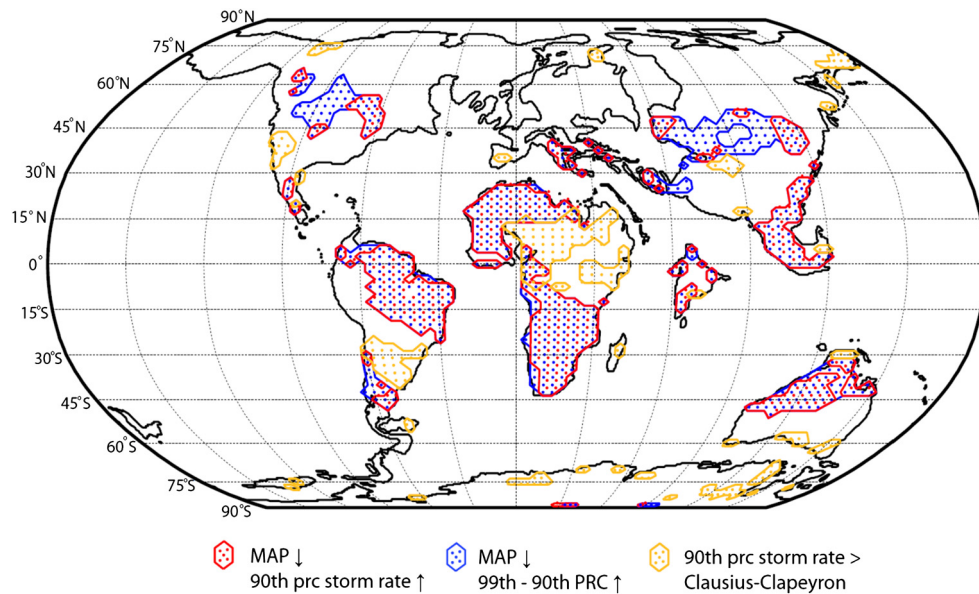 90°N
75°N
60°N
45°N
30°N
15°N
0°
15°S
30°S
45°S
60°S
75°S
90°S
MAP ↓
90th prc storm rate ↑
MAP ↓
99th - 90th PRC ↑
90th prc storm rate >
Clausius-Clapeyron